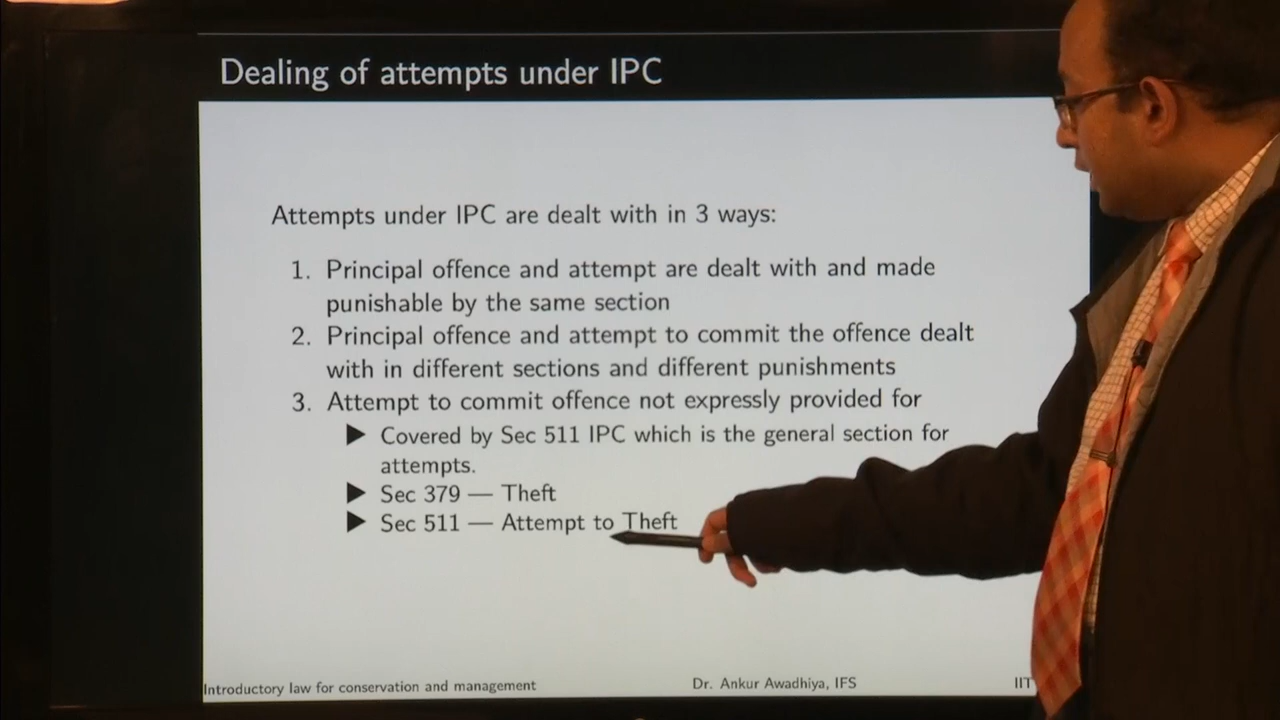 Dealing of attempts under IPC
Attempts under IPC are dealt with in 3 ways:
1. Principal offence and attempt are dealt with and made
punishable by the same section
2. Principal offence and attempt to commit the offence dealt
with in different sections and different punishments
3. Attempt to commit offence not expressly provided for
▶ Covered by Sec 511 IPC which is the general section for
attempts.
▶ Sec 379 — Theft
▶ Sec 511 — Attempt to Theft
Introductory law for conservation and management Dr. Ankur Awadhiya, IFS IIT